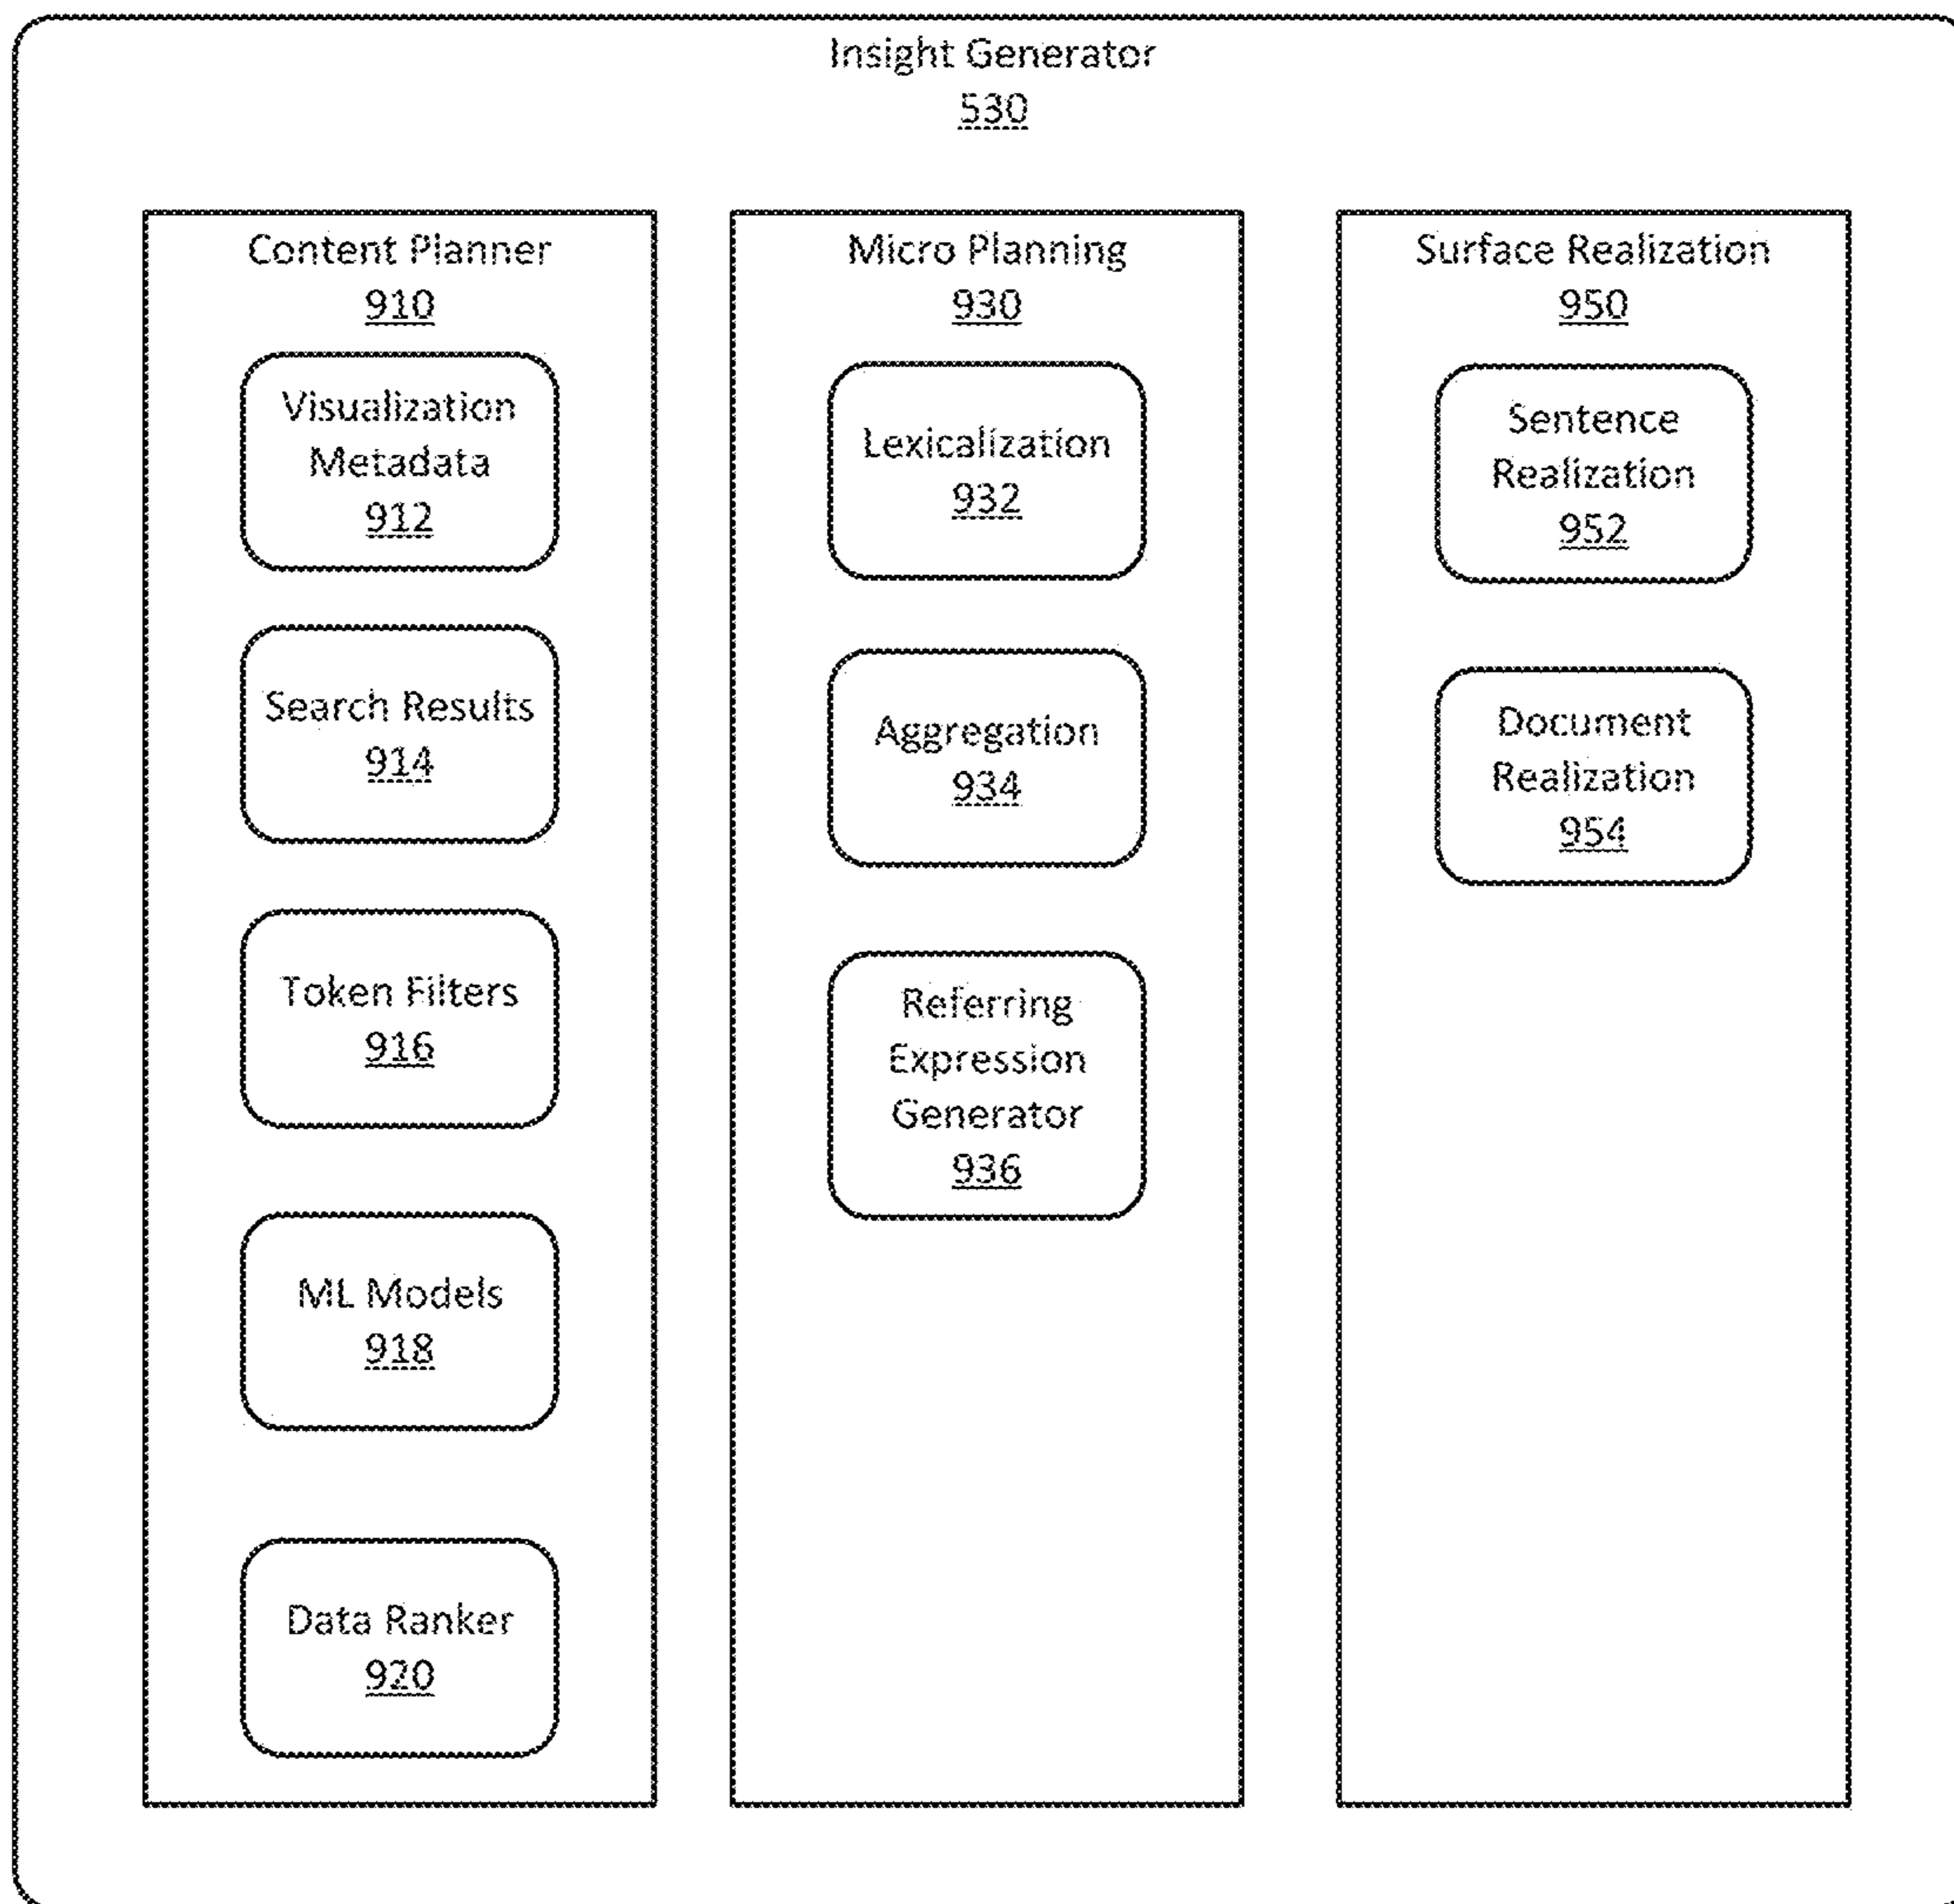 Insight Generator
530
Content Planner
910
Visualization
Metadata
912
Search Results
914
Token Filters
916
ML Models
918
Data Ranker
920
Micro Planning
930
Lexicalization
932
Aggregation
934
Referring
Expression
Generator
936
Surface Realization
950
Sentence
Realization
952
Document
Realization
954